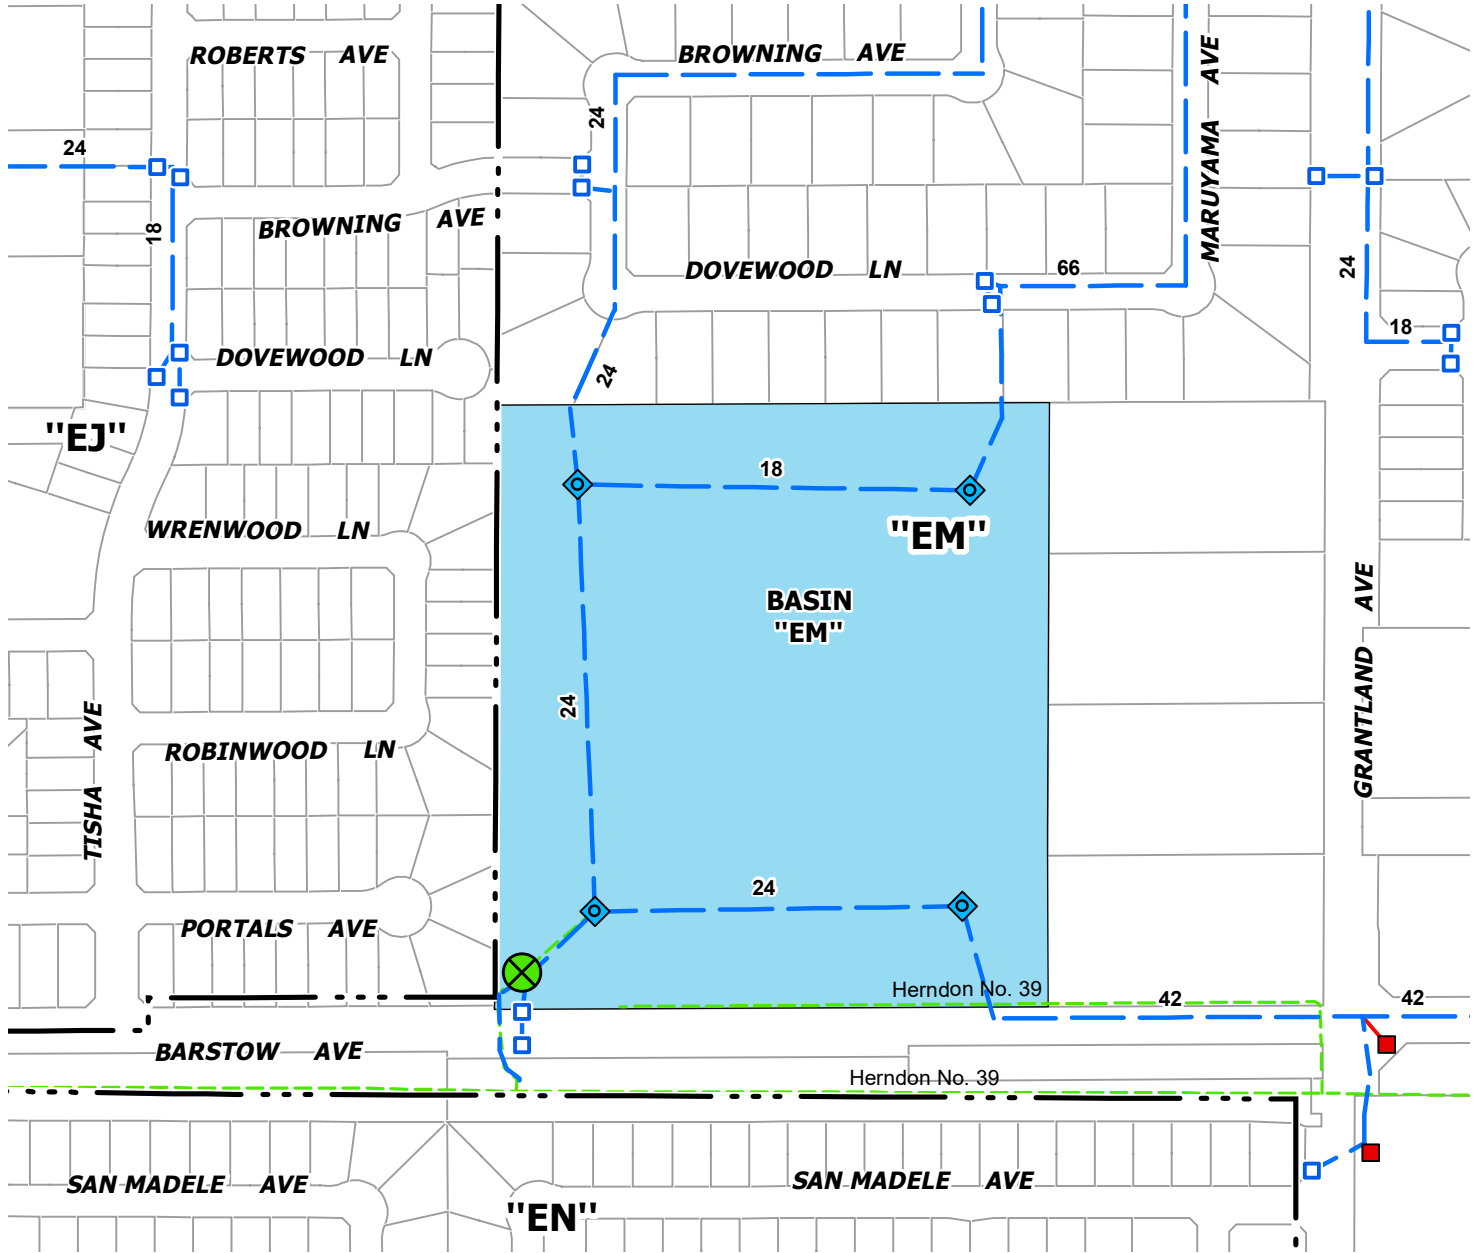 ROBERTS AVE
BROWNING AVE
MARUYAMA AVE
24
24
18
BROWNING AVE
DOVEWOOD LN
66
24
18
DOVEWOOD LN
24
"EJ"
18
"EM"
WRENWOOD LN
BASIN
"EM"
GRANTLAND AVE
24
TISHA AVE
ROBINWOOD LN
24
PORTALS AVE
Herndon No. 39
42
42
BARSTOW AVE
Herndon No. 39
SAN MADELE AVE
SAN MADELE AVE
"EN"